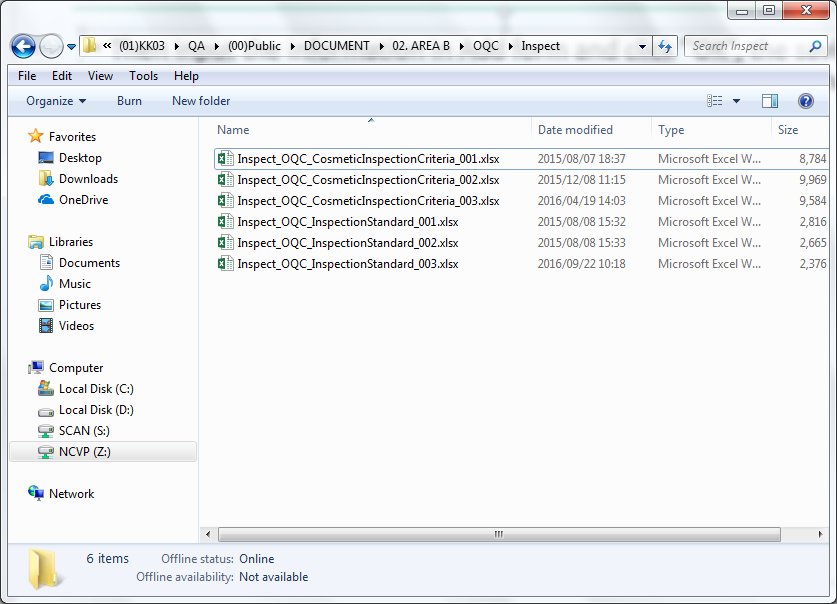 « (01)KK03 ▸ QA ▸ (00)Public ▸ DOCUMENT ▸ 02. AREA B ▸ OQC ▸ Inspect
Search Inspect
File Edit View Tools Help
Organize Burn New folder
Name Date modified Type Size
Favorites
Desktop
Downloads
OneDrive
Libraries
Documents
Music
Pictures
Videos
Computer
Local Disk (C:)
Local Disk (D:)
SCAN (S:)
NCVP (Z:)
Network
Inspect_OQC_CosmeticInspectionCriteria_001.xlsx 2015/08/07 18:37 Microsoft Excel W... 8,784
Inspect_OQC_CosmeticInspectionCriteria_002.xlsx 2015/12/08 11:15 Microsoft Excel W... 9,969
Inspect_OQC_CosmeticInspectionCriteria_003.xlsx 2016/04/19 14:03 Microsoft Excel W... 9,584
Inspect_OQC_InspectionStandard_001.xlsx 2015/08/08 15:32 Microsoft Excel W... 2,816
Inspect_OQC_InspectionStandard_002.xlsx 2015/08/08 15:33 Microsoft Excel W... 2,665
Inspect_OQC_InspectionStandard_003.xlsx 2016/09/22 10:18 Microsoft Excel W... 2,376
6 items Offline status: Online
Offline availability: Not available